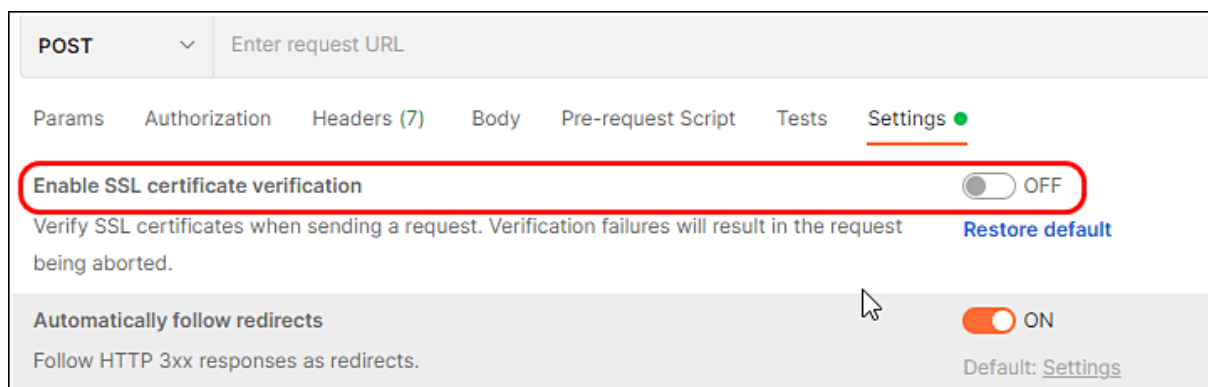 POST Enter request URL
Params Authorization Headers (7) Body Pre-request Script Tests Settings
Enable SSL certificate verification OFF
Verify SSL certificates when sending a request. Verification failures will result in the request
being aborted.
Restore default
Automatically follow redirects ON
Follow HTTP 3xx responses as redirects.
Default: Settings